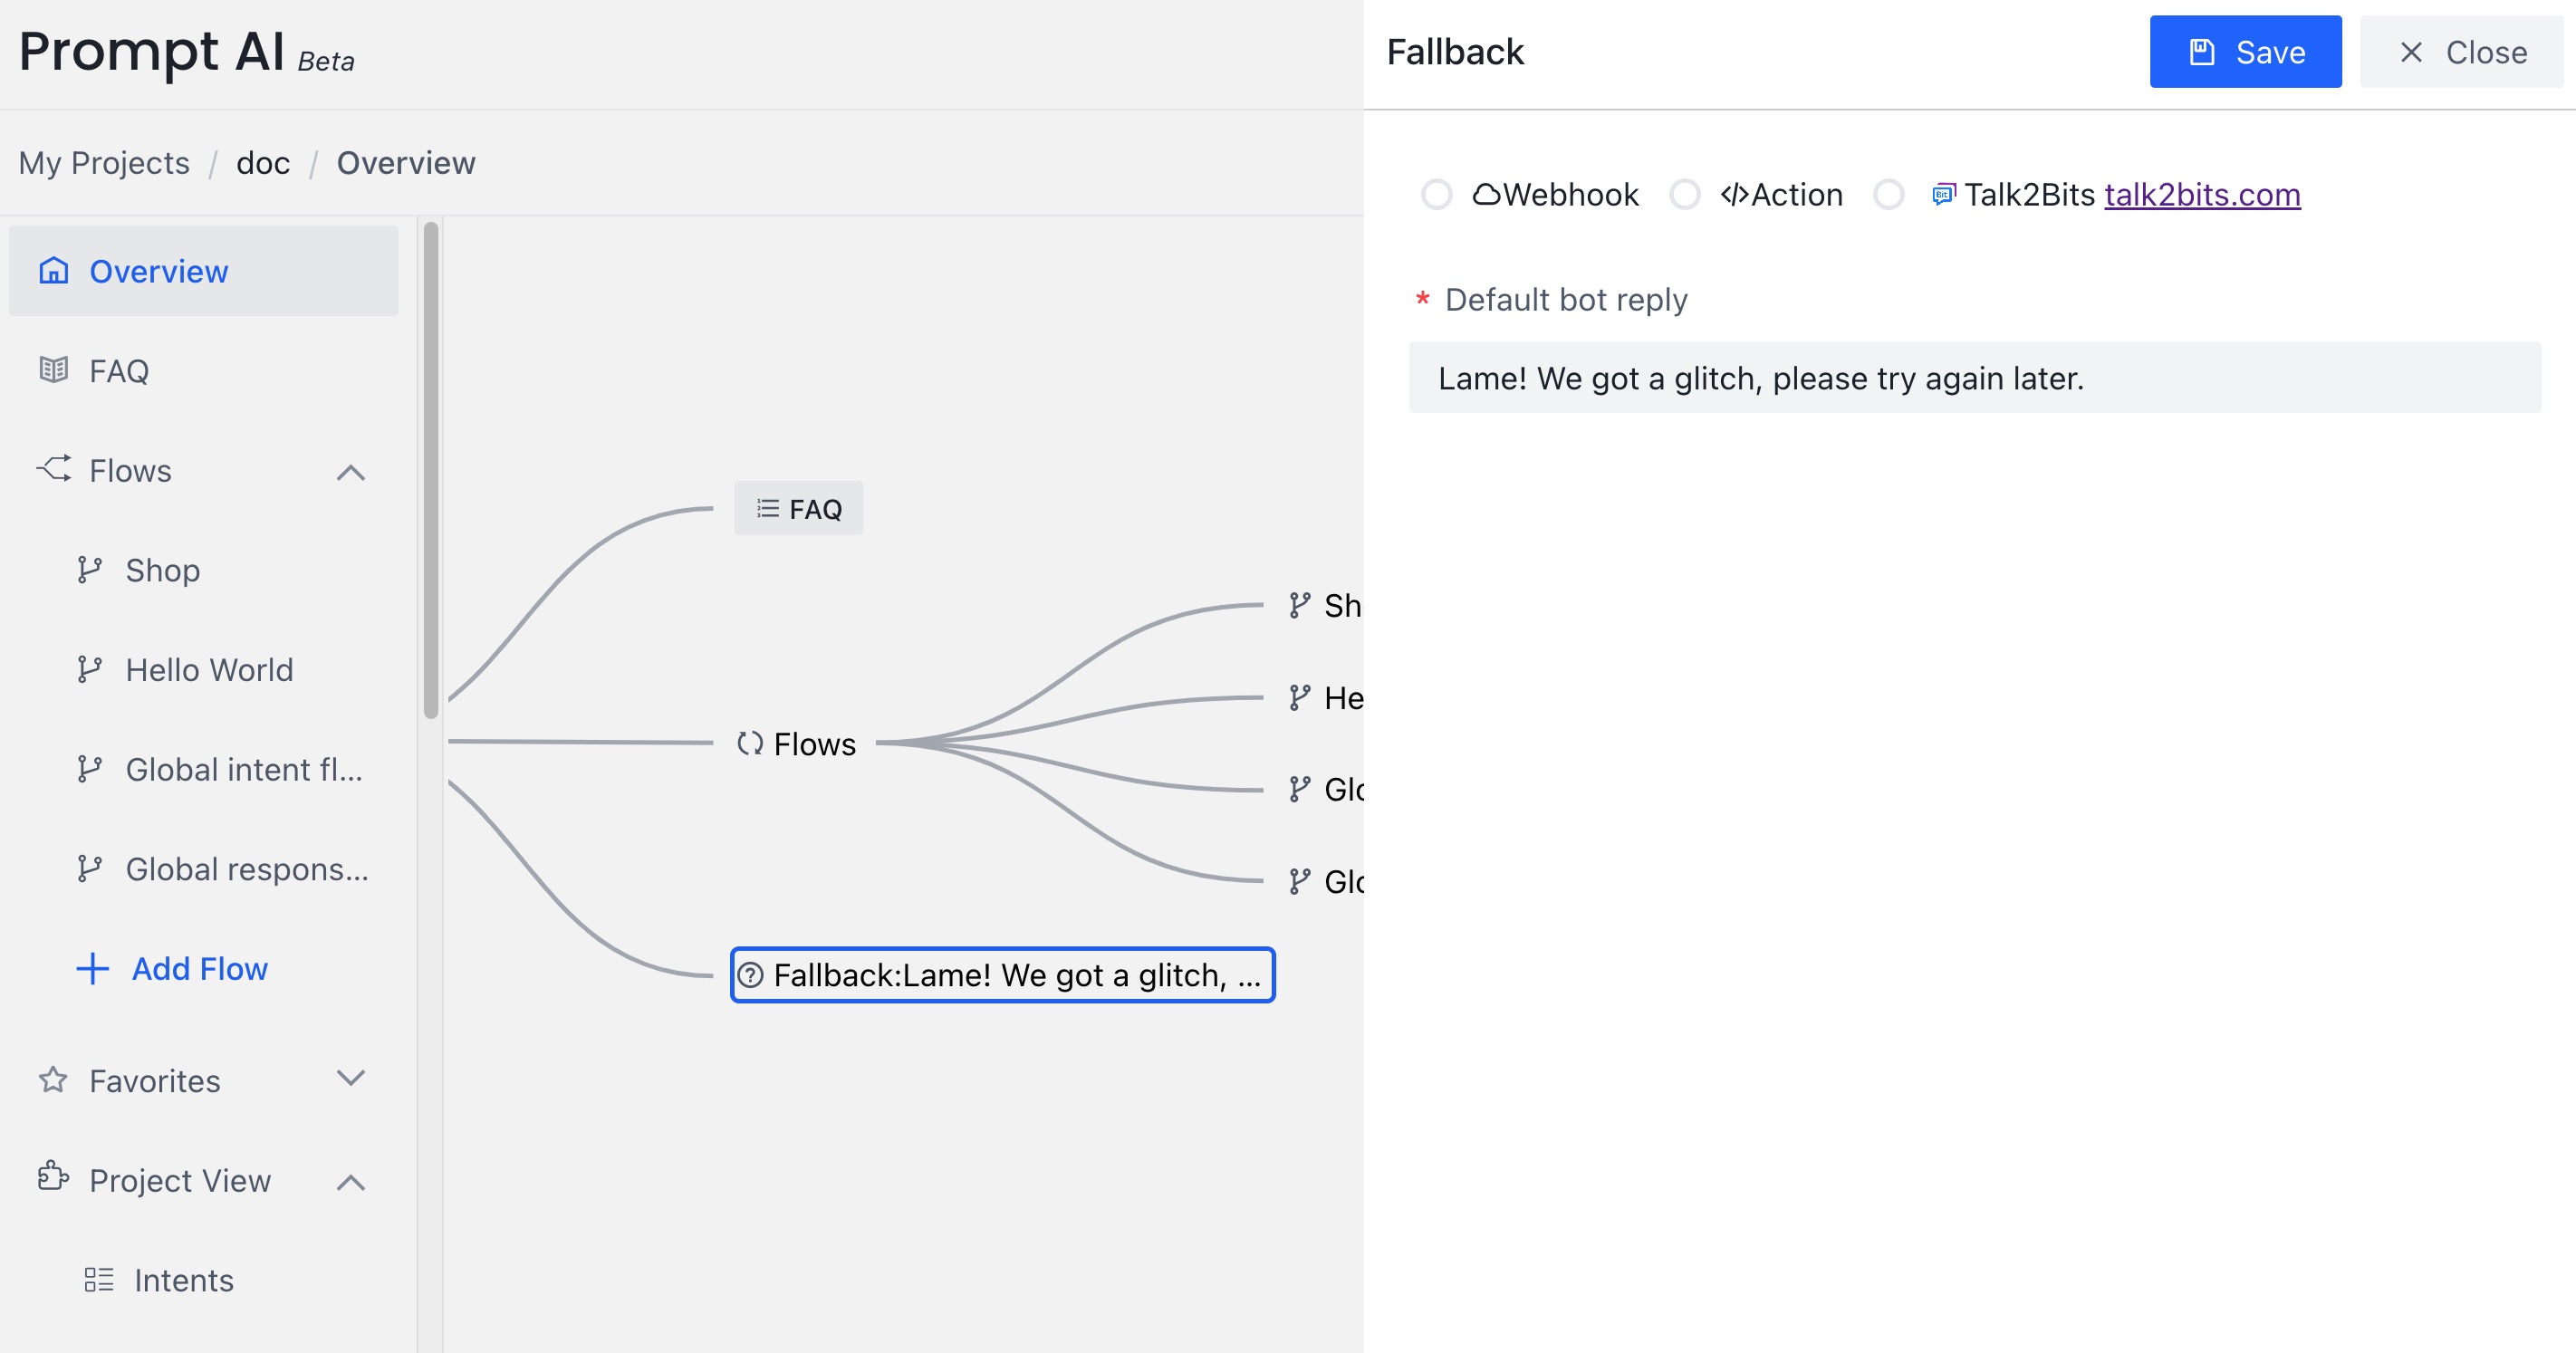 Prompt AI Beta
My Projects / doc / Overview
Overview
FAQ
Flows
Shop
Hello World
Global intent fl...
Global respons...
Add Flow
Favorites
Project View
Intents
FAQ
Flows
Sh
He
Glo
Glo
Fallback:Lame! We got a glitch, ...
Fallback
Save
Close
Webhook
</>Action
Talk2Bits talk2bits.com
* Default bot reply
Lame! We got a glitch, please try again later.